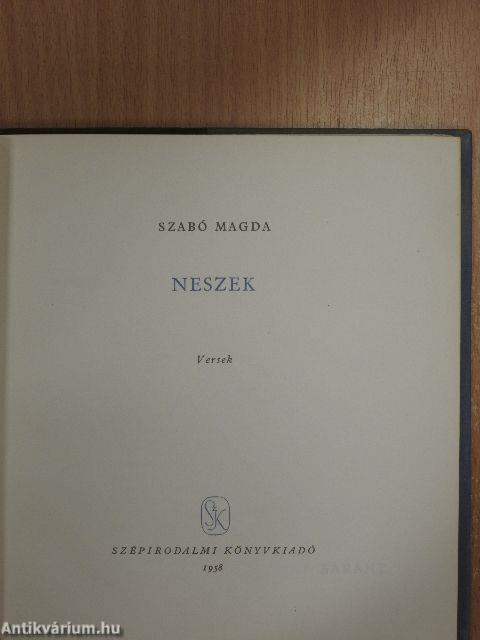 SZABÓ MAGDA
NESZEK
Versek
SzK
SZÉPIRODALMI KÖNYVKIADÓ
1958
Antikvárium.hu